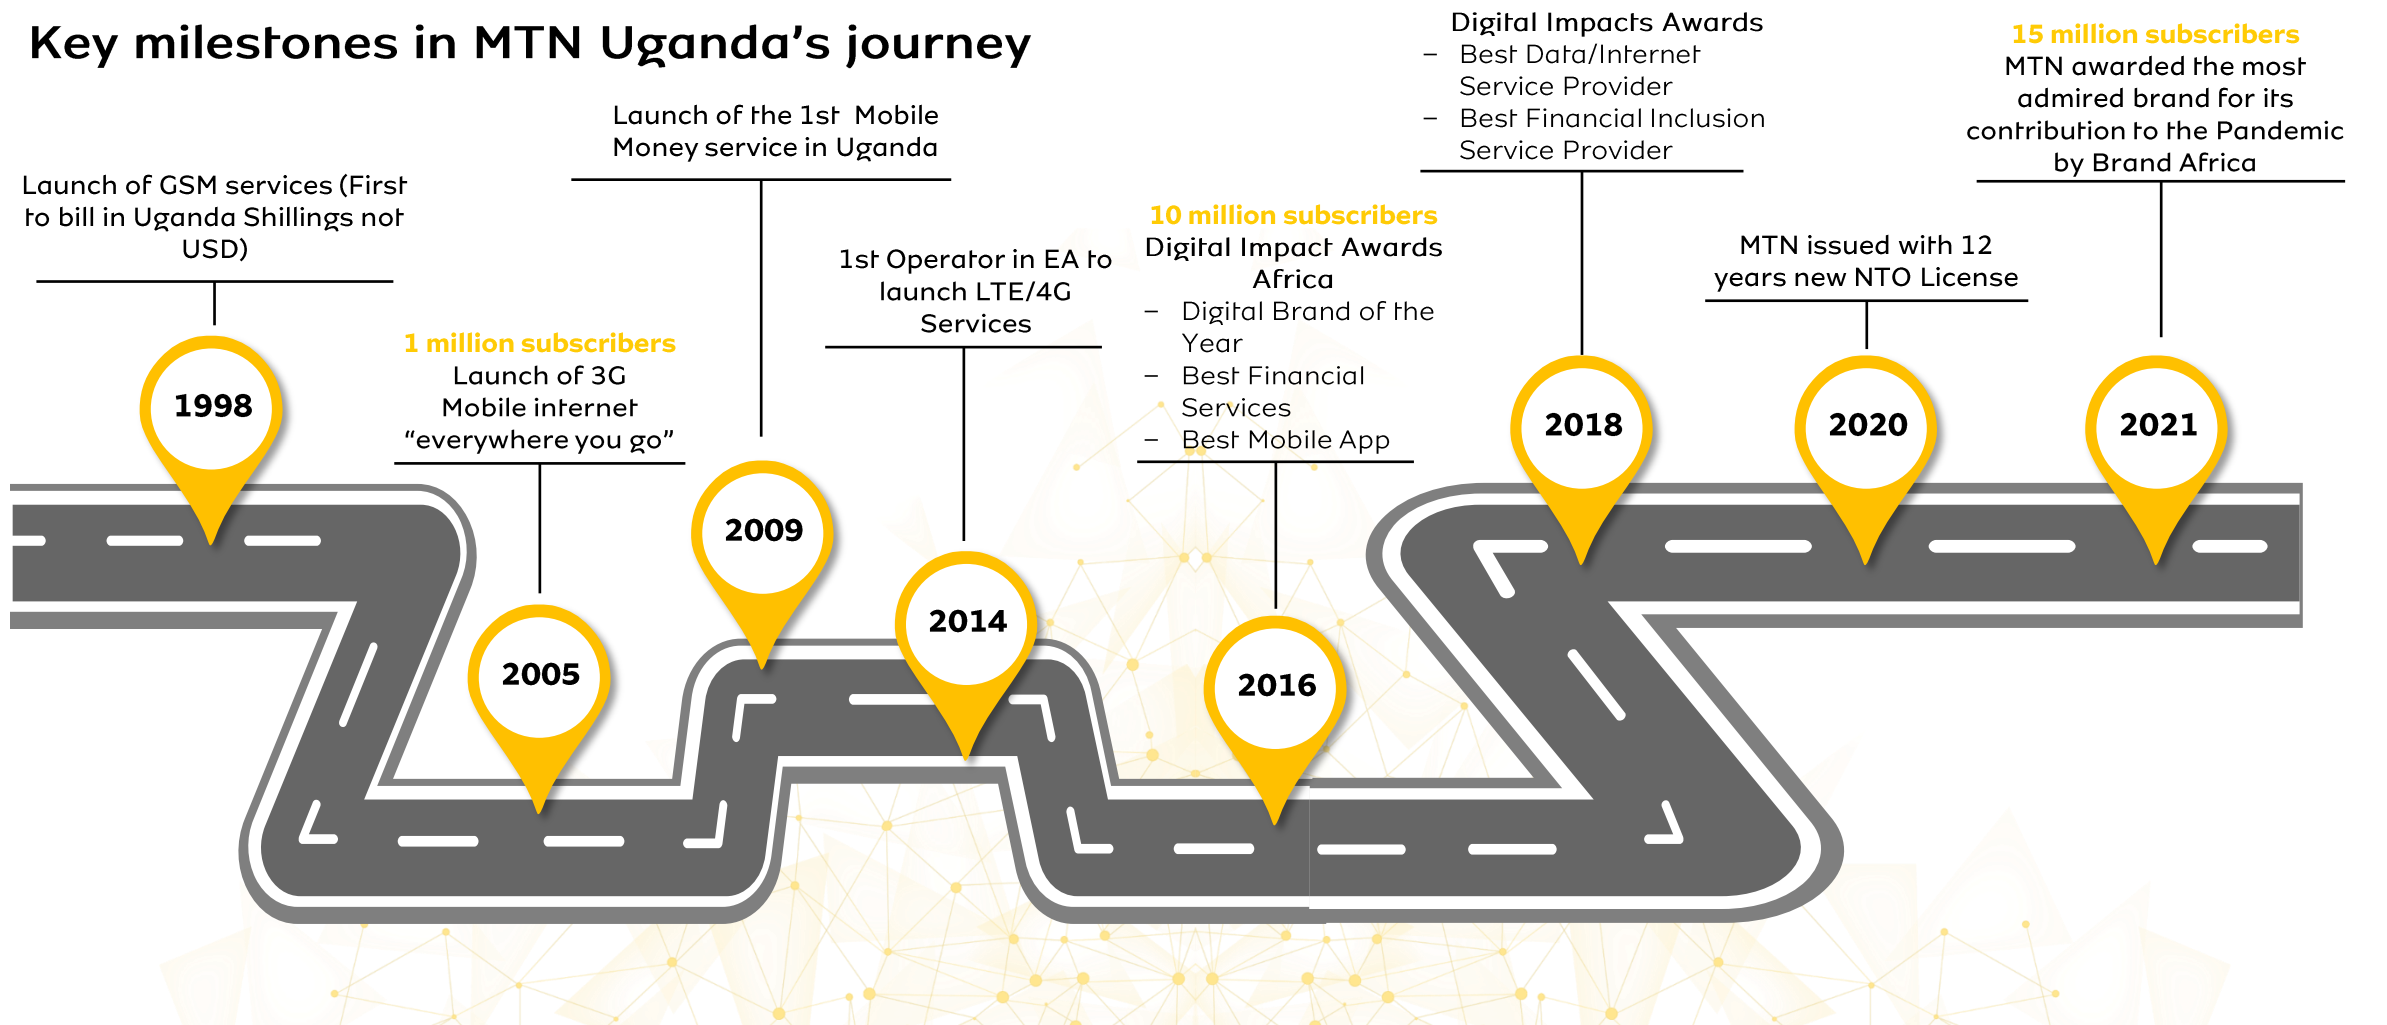 Key milestones in MTN Uganda's journey
Launch of GSM services (First
to bill in Uganda Shillings not
USD)
1998
1 million subscribers
Launch of 3G
Mobile internet
“everywhere you go”
2005
Launch of the 1st Mobile
Money service in Uganda
2009
1st Operator in EA to
launch LTE/4G
Services
2014
10 million subscribers
Digital Impact Awards
Africa
– Digital Brand of the
Year
– Best Financial
Services
– Best Mobile App
2016
Digital Impacts Awards
– Best Data/Internet
Service Provider
– Best Financial Inclusion
Service Provider
2018
MTN issued with 12
years new NTO License
2020
15 million subscribers
MTN awarded the most
admired brand for its
contribution to the Pandemic
by Brand Africa
2021